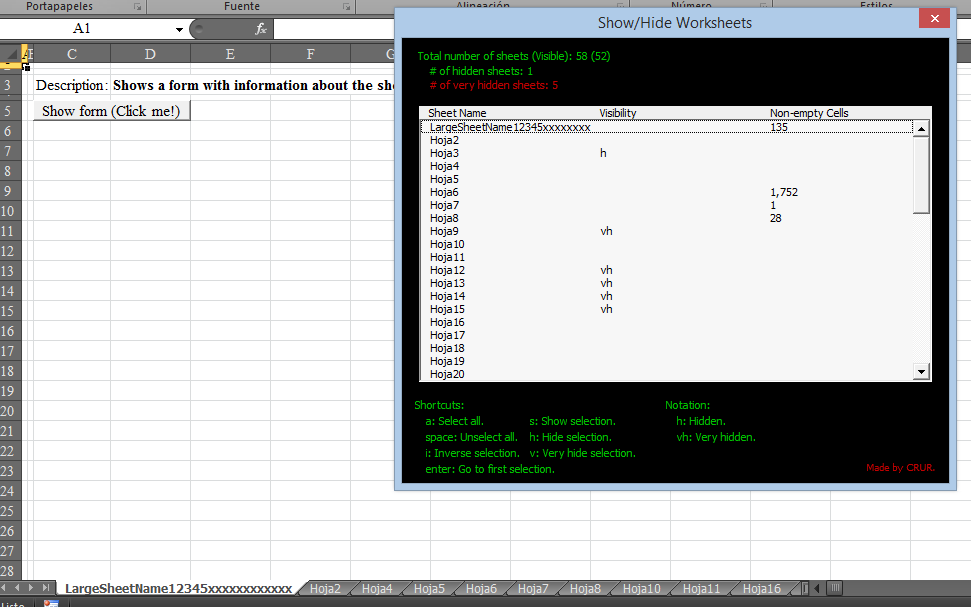 Portapapeles Fuente Alineación Número Estilos
A1 fx
Show/Hide Worksheets
C D E F
Total number of sheets (Visible): 58 (52)
# of hidden sheets: 1
# of very hidden sheets: 5
3 Description: Shows a form with information about the
5 Show form (Click me!)
6
7
8
9
10
11
12
13
14
15
16
17
18
19
20
21
22
23
24
25
26
27
28
Sheet Name Visibility Non-empty Cells
LargeSheetName12345xxxxxxxx 135
Hoja2
Hoja3 h
Hoja4
Hoja5
Hoja6 1,752
Hoja7 1
Hoja8 28
Hoja9 vh
Hoja10
Hoja11
Hoja12 vh
Hoja13 vh
Hoja14 vh
Hoja15 vh
Hoja16
Hoja17
Hoja18
Hoja19
Hoja20
Shortcuts: Notation:
a: Select all. s: Show selection. h: Hidden.
space: Unselect all. h: Hide selection. vh: Very hidden.
i: Inverse selection. v: Very hide selection.
enter: Go to first selection.
Made by CRUR.
LargeSheetName12345xxxxxxxxxxxx Hoja2 Hoja4 Hoja5 Hoja6 Hoja7 Hoja8 Hoja10 Hoja11 Hoja16
Listo